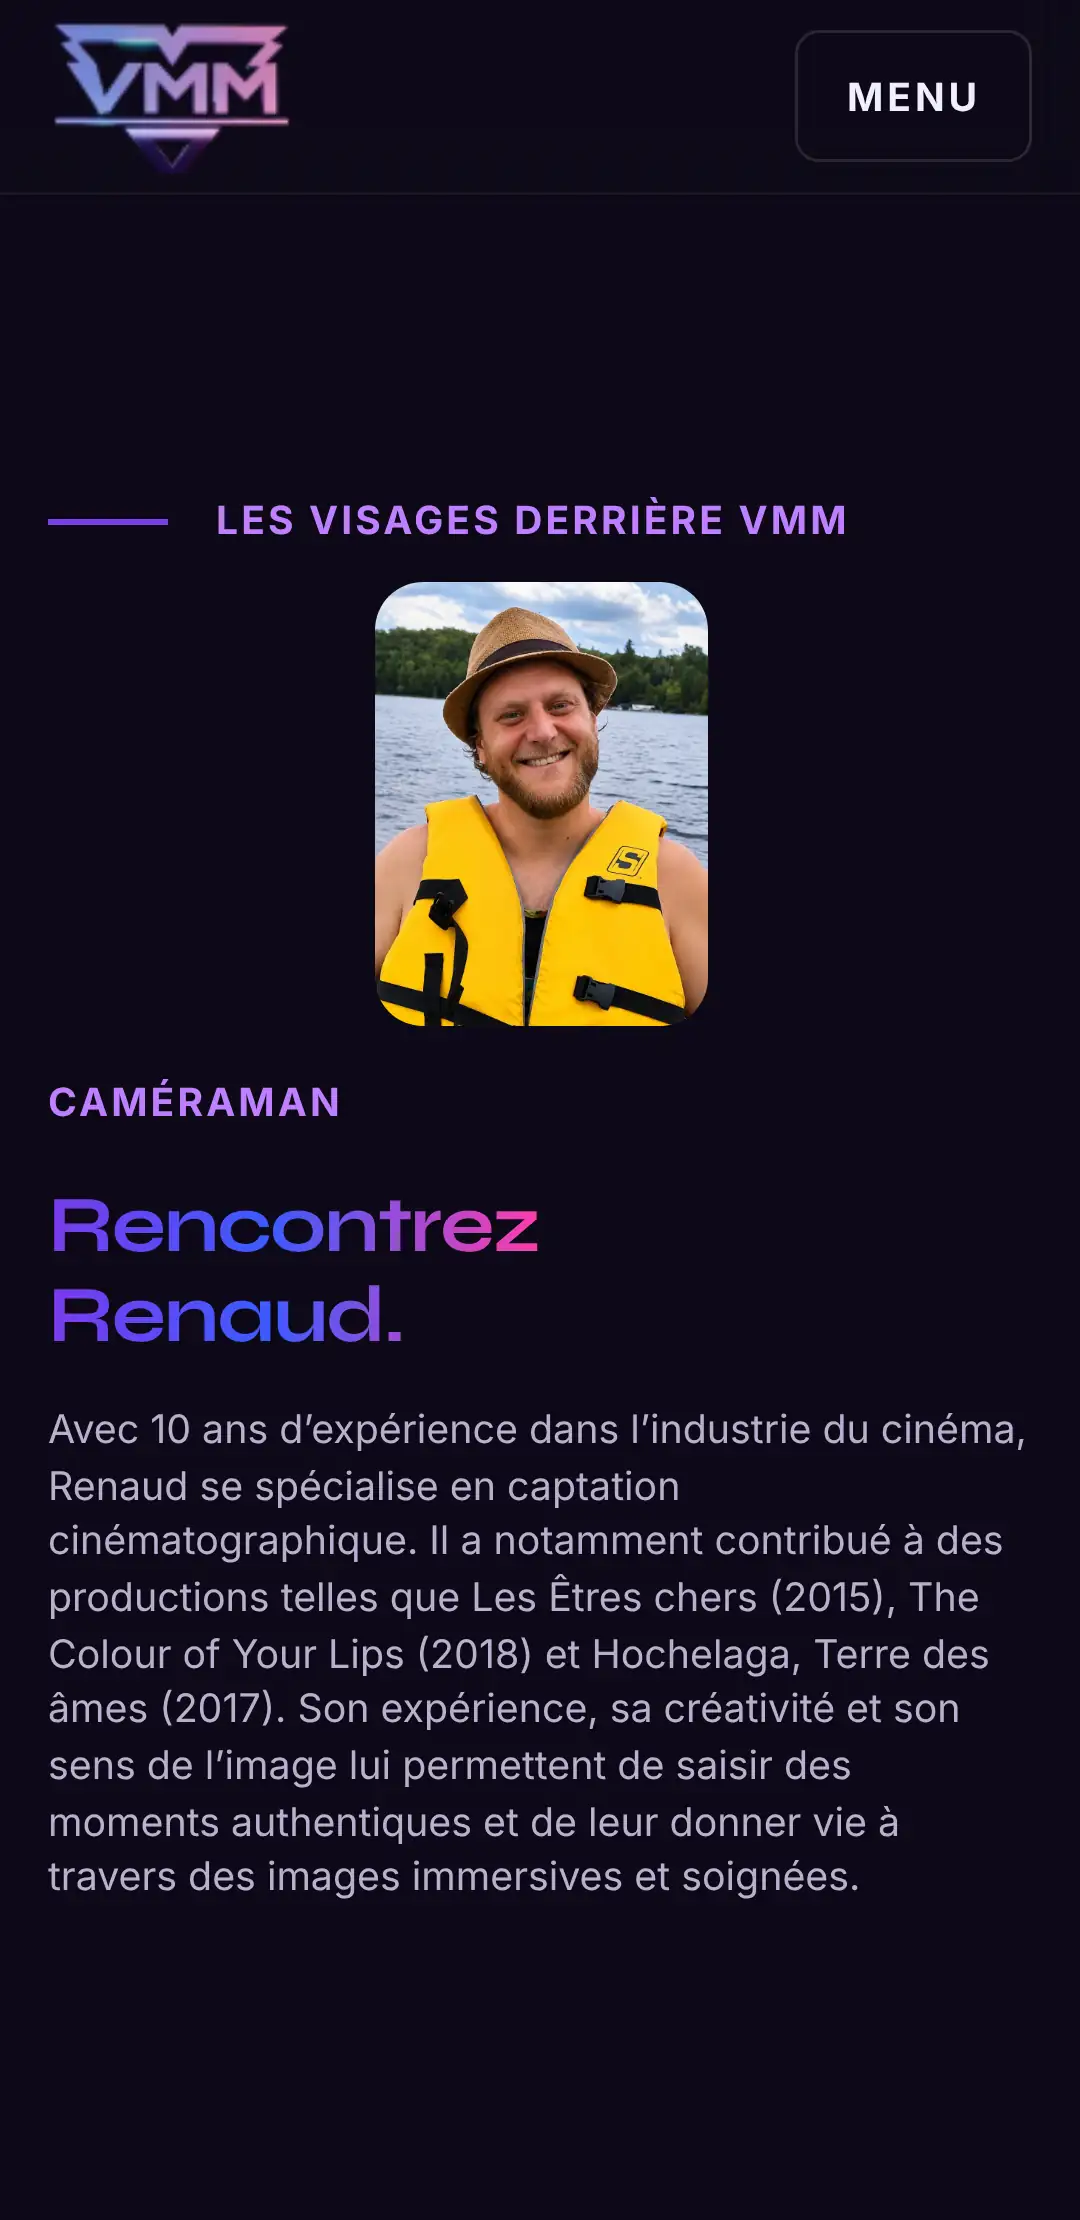 VMM
MENU
LES VISAGES DERRIÈRE VMM
S
CAMÉRAMAN
Rencontrez
Renaud.
Avec 10 ans d’expérience dans l’industrie du cinéma,
Renaud se spécialise en captation
cinématographique. Il a notamment contribué à des
productions telles que Les Êtres chers (2015), The
Colour of Your Lips (2018) et Hochelaga, Terre des
âmes (2017). Son expérience, sa créativité et son
sens de l’image lui permettent de saisir des
moments authentiques et de leur donner vie à
travers des images immersives et soignées.